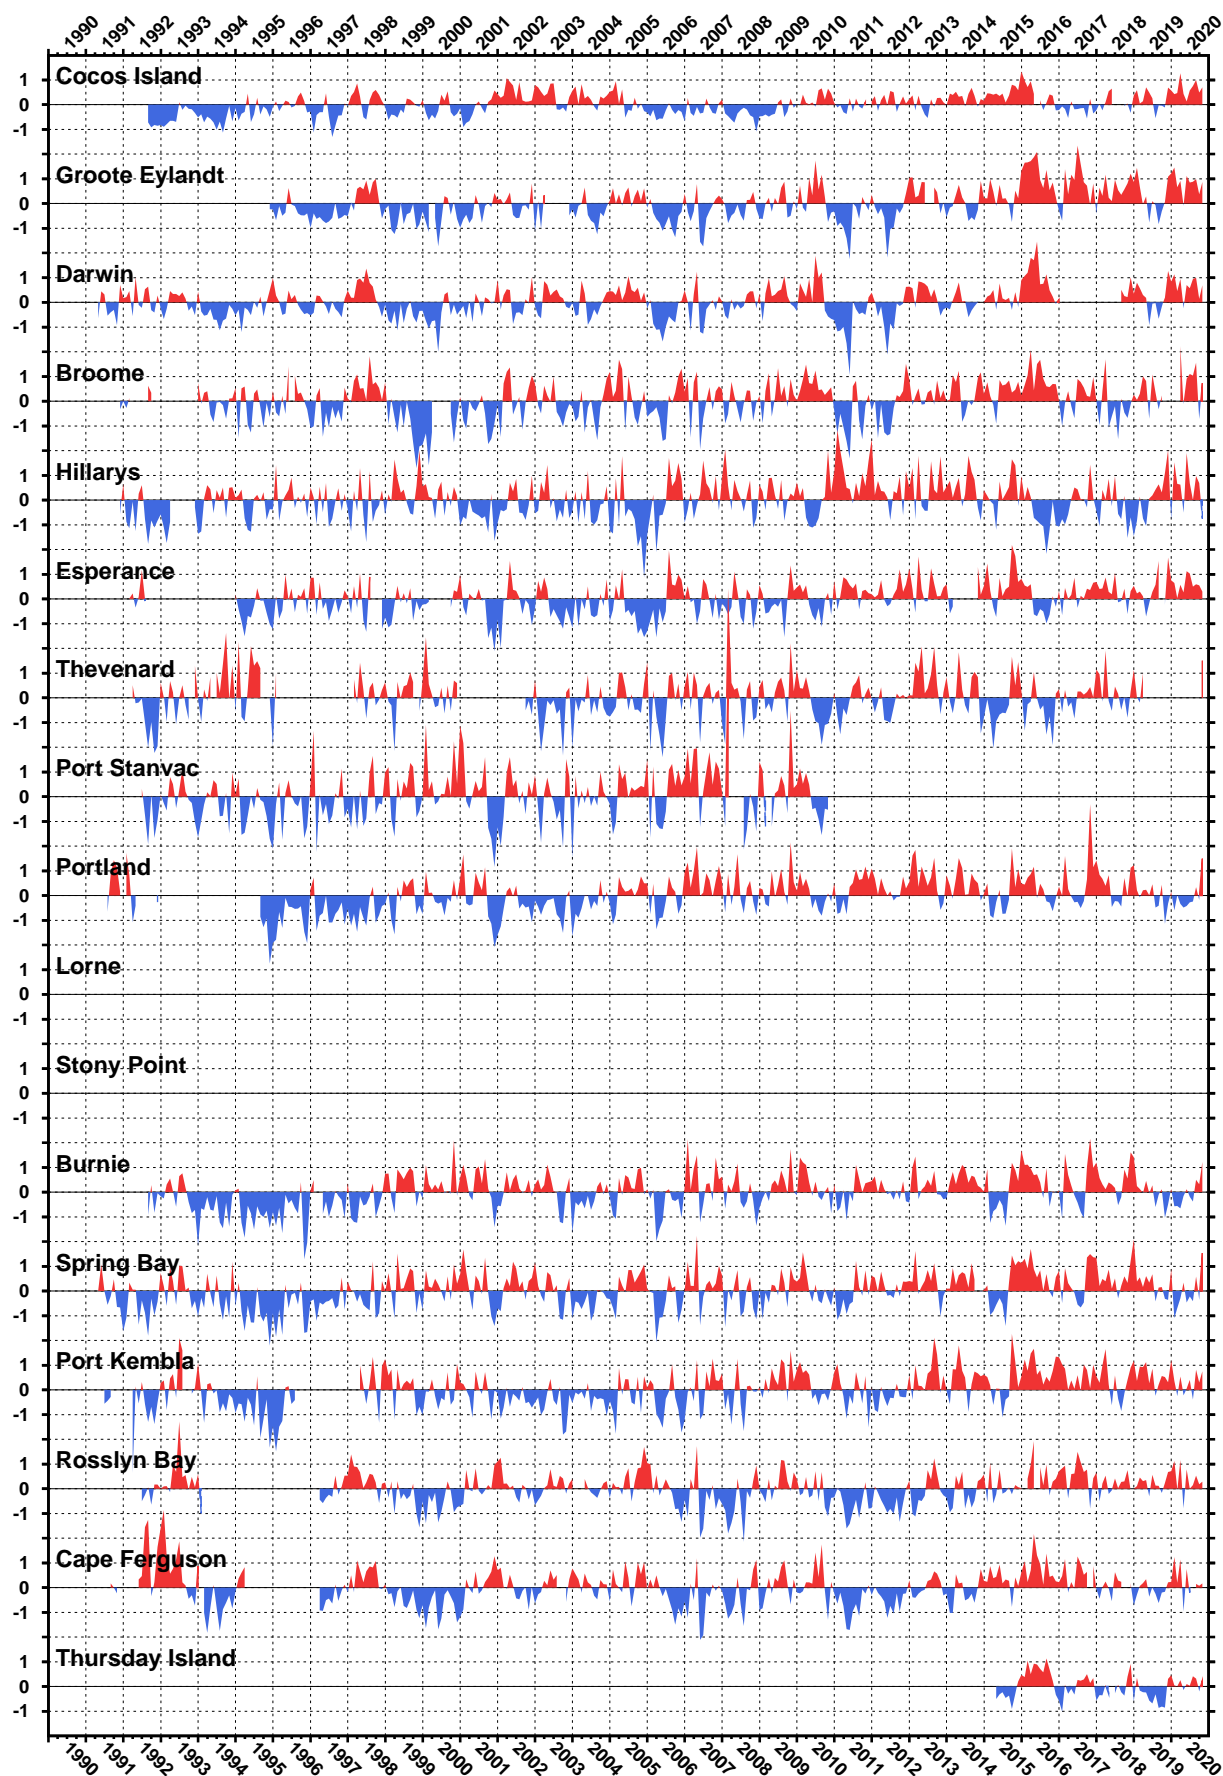 1990 1991 1992 1993 1994 1995 1996 1997 1998 1999 2000 2001 2002 2003 2004 2005 2006 2007 2008 2009 2010 2011 2012 2013 2014 2015 2016 2017 2018 2019 2020
1 Cocos Island
0
-1
1 Groote Eylandt
0
-1
1 Darwin
0
-1
1 Broome
0
-1
1 Hillarys
0
-1
1 Esperance
0
-1
1 Thevenard
0
-1
1 Port Stanvac
0
-1
1 Portland
0
-1
1 Lorne
0
-1
1 Stony Point
0
-1
1 Burnie
0
-1
1 Spring Bay
0
-1
1 Port Kembla
0
-1
1 Rosslyn Bay
0
-1
1 Cape Ferguson
0
-1
1 Thursday Island
0
-1
1990 1991 1992 1993 1994 1995 1996 1997 1998 1999 2000 2001 2002 2003 2004 2005 2006 2007 2008 2009 2010 2011 2012 2013 2014 2015 2016 2017 2018 2019 2020